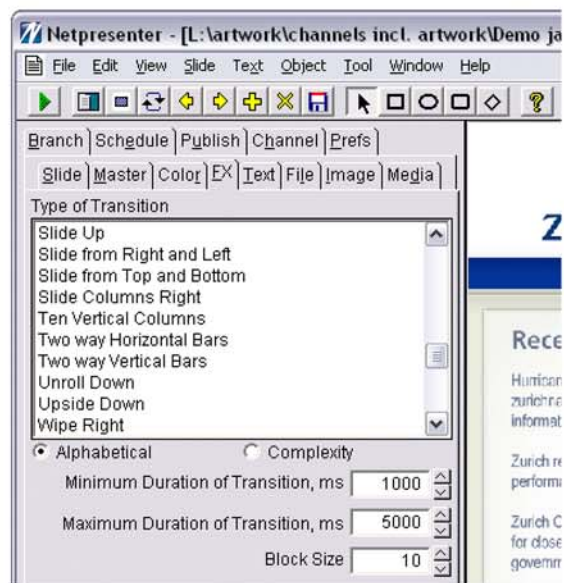 Netpresenter - [L:\artwork\channels incl. artwork\Demo ja
File Edit View Slide Text Object Tool Window Help
Branch Schedule Publish Channel Prefs
Slide Master Color FX Text File Image Media
Type of Transition
Slide Up
Slide from Right and Left
Slide from Top and Bottom
Slide Columns Right
Ten Vertical Columns
Two way Horizontal Bars
Two way Vertical Bars
Unroll Down
Upside Down
Wipe Right
Alphabetical Complexity
Minimum Duration of Transition, ms 1000
Maximum Duration of Transition, ms 5000
Block Size 10
Z
Rece
Hurrican
zurichna
informat
Zurich re
performa
Zurich C
for close
governm